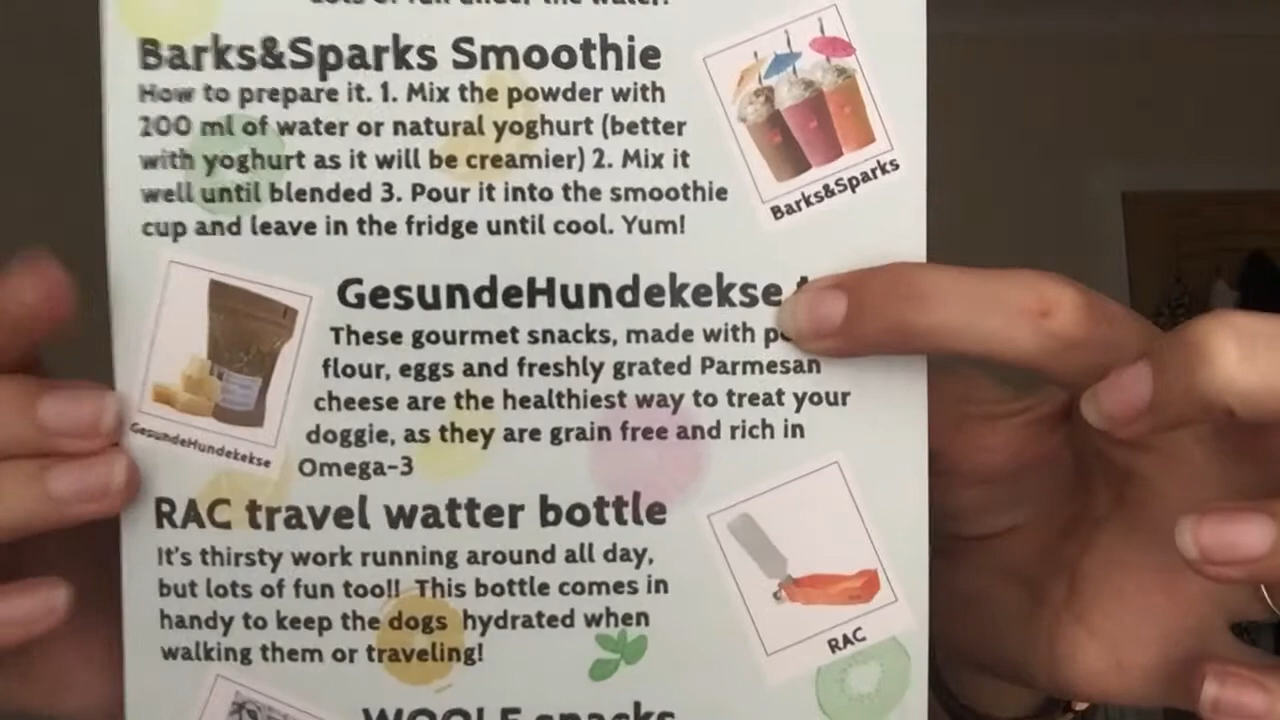 Barks&Sparks Smoothie
How to prepare it. 1. Mix the powder with
200 ml of water or natural yoghurt (better
with yoghurt as it will be creamier) 2. Mix it
well until blended 3. Pour it into the smoothie
cup and leave in the fridge until cool. Yum!
Barks&Sparks
GesundeHundekekse
These gourmet snacks, made with
flour, eggs and freshly grated Parmesan
cheese are the healthiest way to treat your
doggie, as they are grain free and rich in
Omega-3
GesundeHundekekse
RAC travel watter bottle
It's thirsty work running around all day,
but lots of fun too!! This bottle comes in
handy to keep the dogs hydrated when
walking them or traveling!
RAC
WOOLF snacks